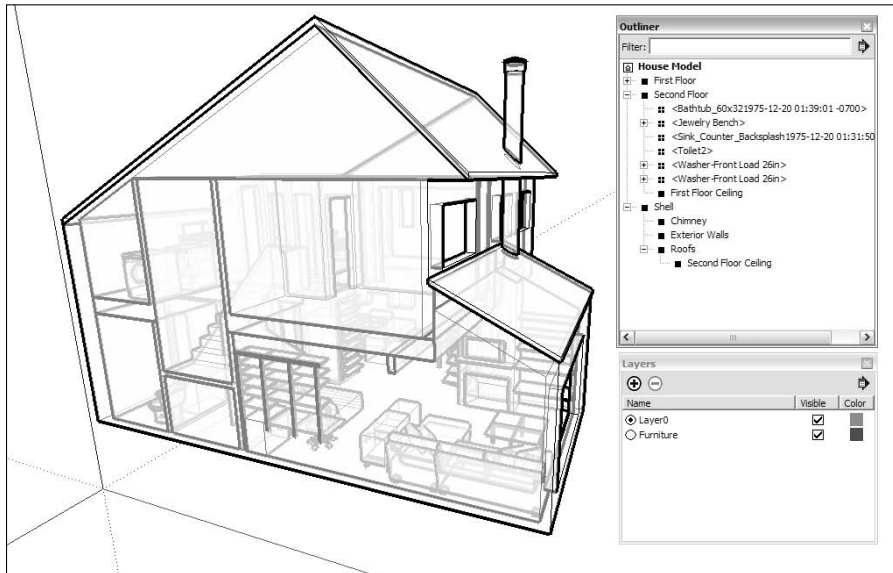 Outliner
Filter:
House Model
First Floor
Second Floor
<Bathtub_60x321975-12-20 01:39:01 -0700>
<Jewelry Bench>
<Sink_Counter_Backsplash1975-12-20 01:31:50
<Toilet2>
<Washer-Front Load 26in>
<Washer-Front Load 26in>
First Floor Ceiling
Shell
Chimney
Exterior Walls
Roofs
Second Floor Ceiling
Layers
Name Visible Color
Layer0
Furniture